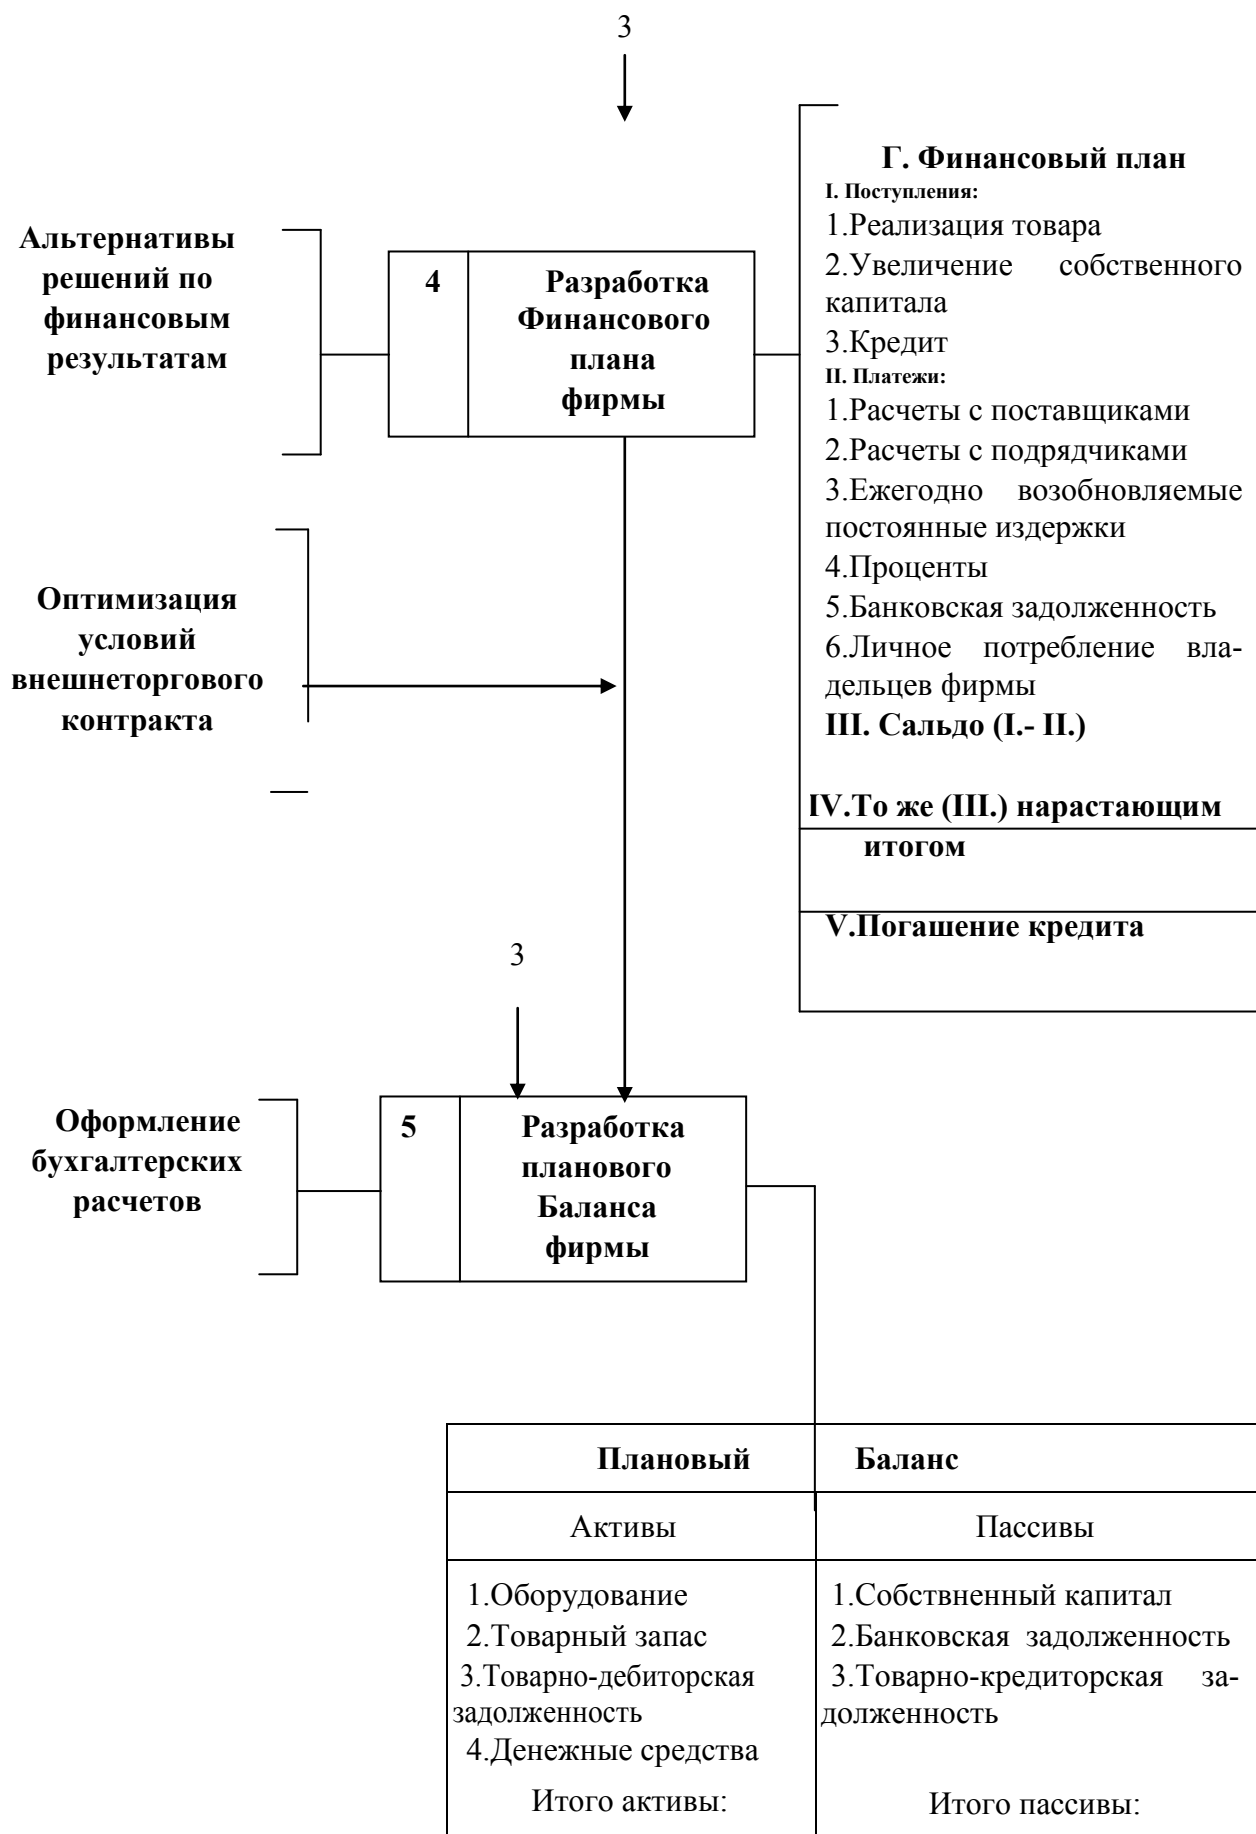 3
Г. Финансовый план
I. Поступления:
1.Реализация товара
2.Увеличение собственного
капитала
3.Кредит
II. Платежи:
1.Расчеты с поставщиками
2.Расчеты с подрядчиками
3.Ежегодно возобновляемые
постоянные издержки
4.Проценты
5.Банковская задолженность
6.Личное потребление вла-
дельцев фирмы
III. Сальдо (I.- II.)
IV.То же (III.) нарастающим
итогом
V.Погашение кредита
Альтернативы
решений по
финансовым
результатам
4
Разработка
Финансового
плана
фирмы
Оптимизация
условий
внешнеторгового
контракта
3
Оформление
бухгалтерских
расчетов
5
Разработка
планового
Баланса
фирмы
Плановый Баланс
Активы
Пассивы
1.Оборудование
2.Товарный запас
3.Товарно-дебиторская
задолженность
4.Денежные средства
Итого активы:
1.Собствненный капитал
2.Банковская задолженность
3.Товарно-кредиторская за-
долженность
Итого пассивы: